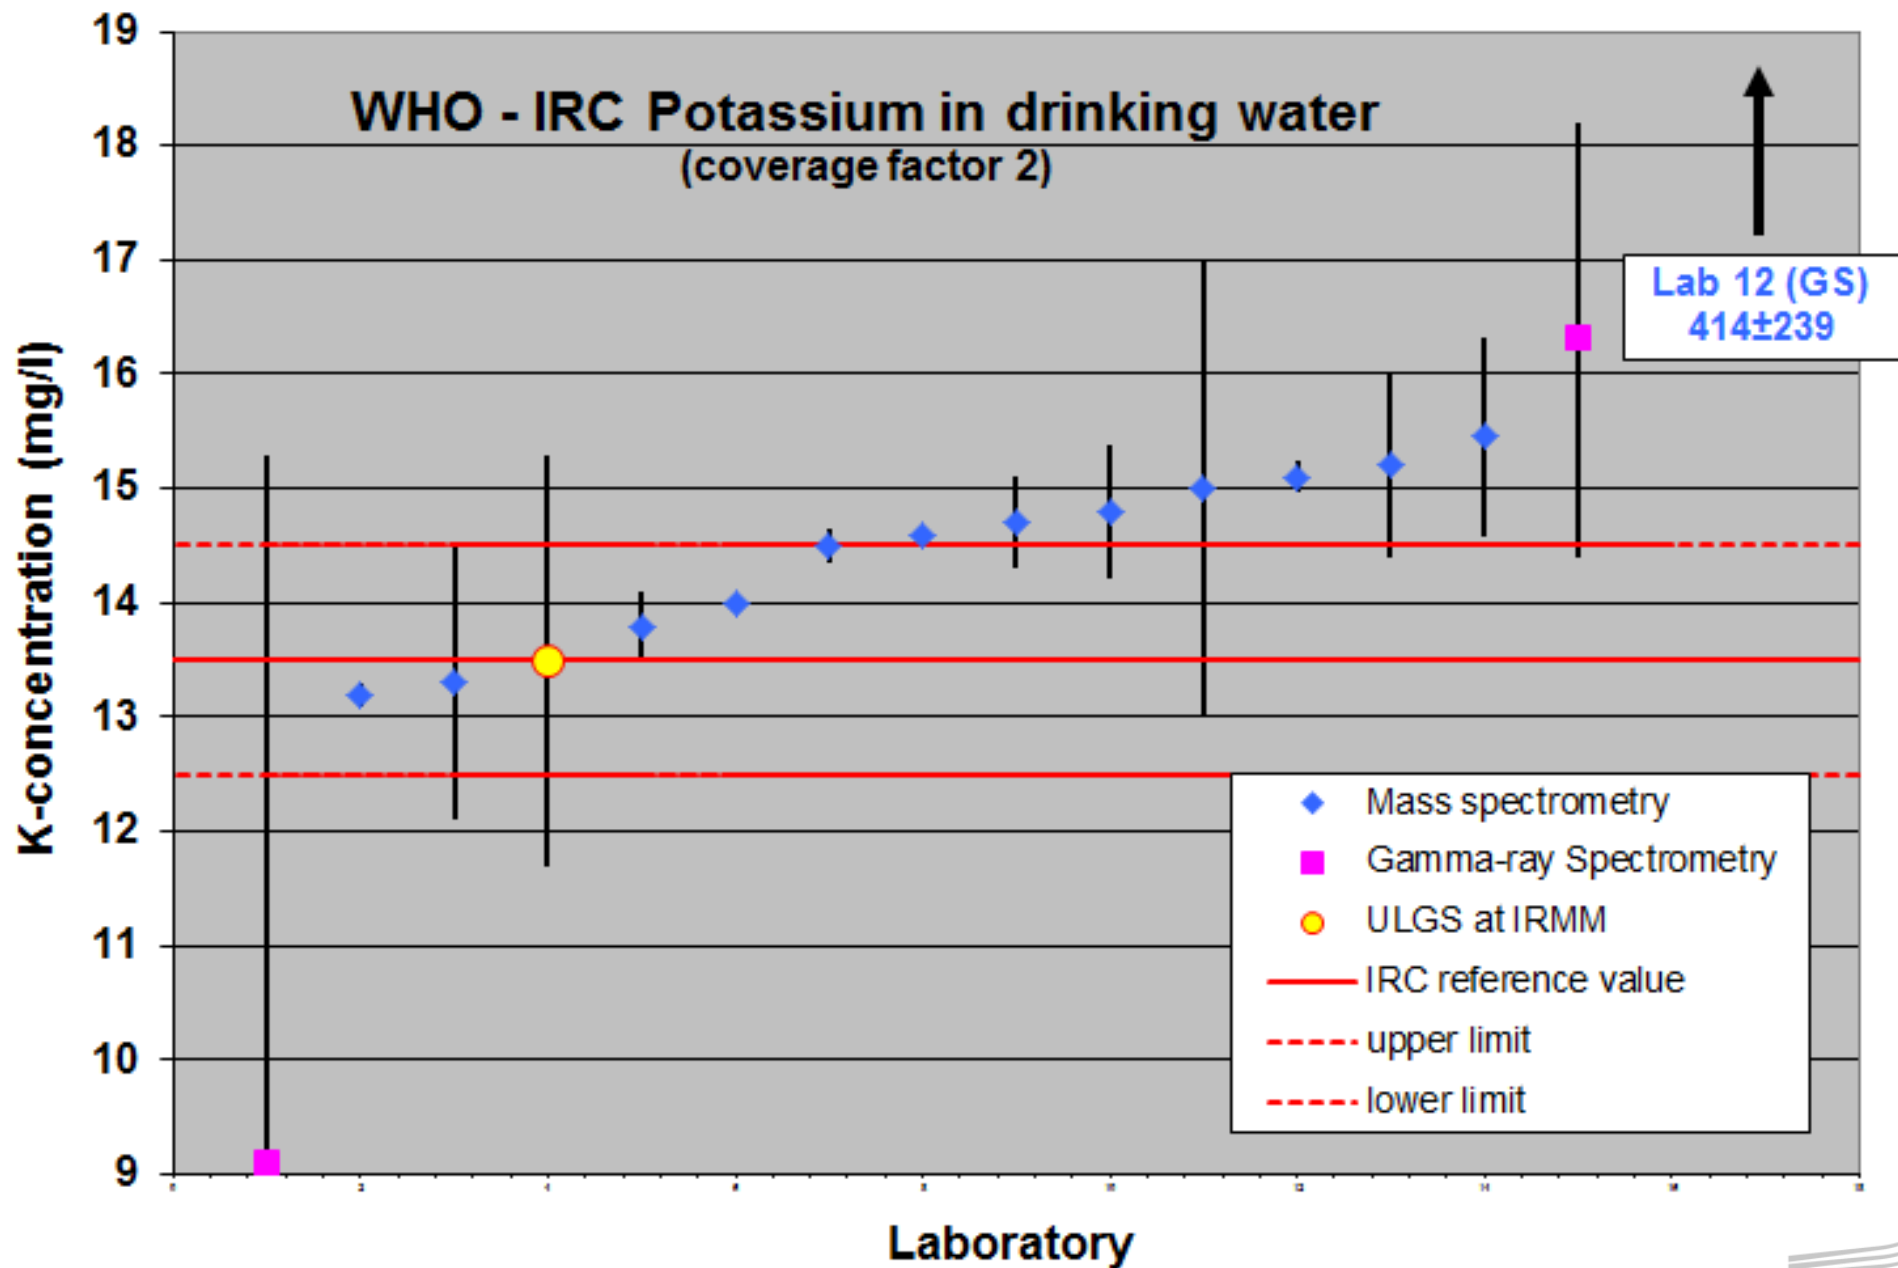 WHO - IRC Potassium in drinking water
(coverage factor 2)
19
18
17
16
15
14
13
12
11
10
9
K-concentration (mg/l)
Lab 12 (GS)
414±239
Mass spectrometry
Gamma-ray Spectrometry
ULGS at IRMM
IRC reference value
upper limit
lower limit
Laboratory